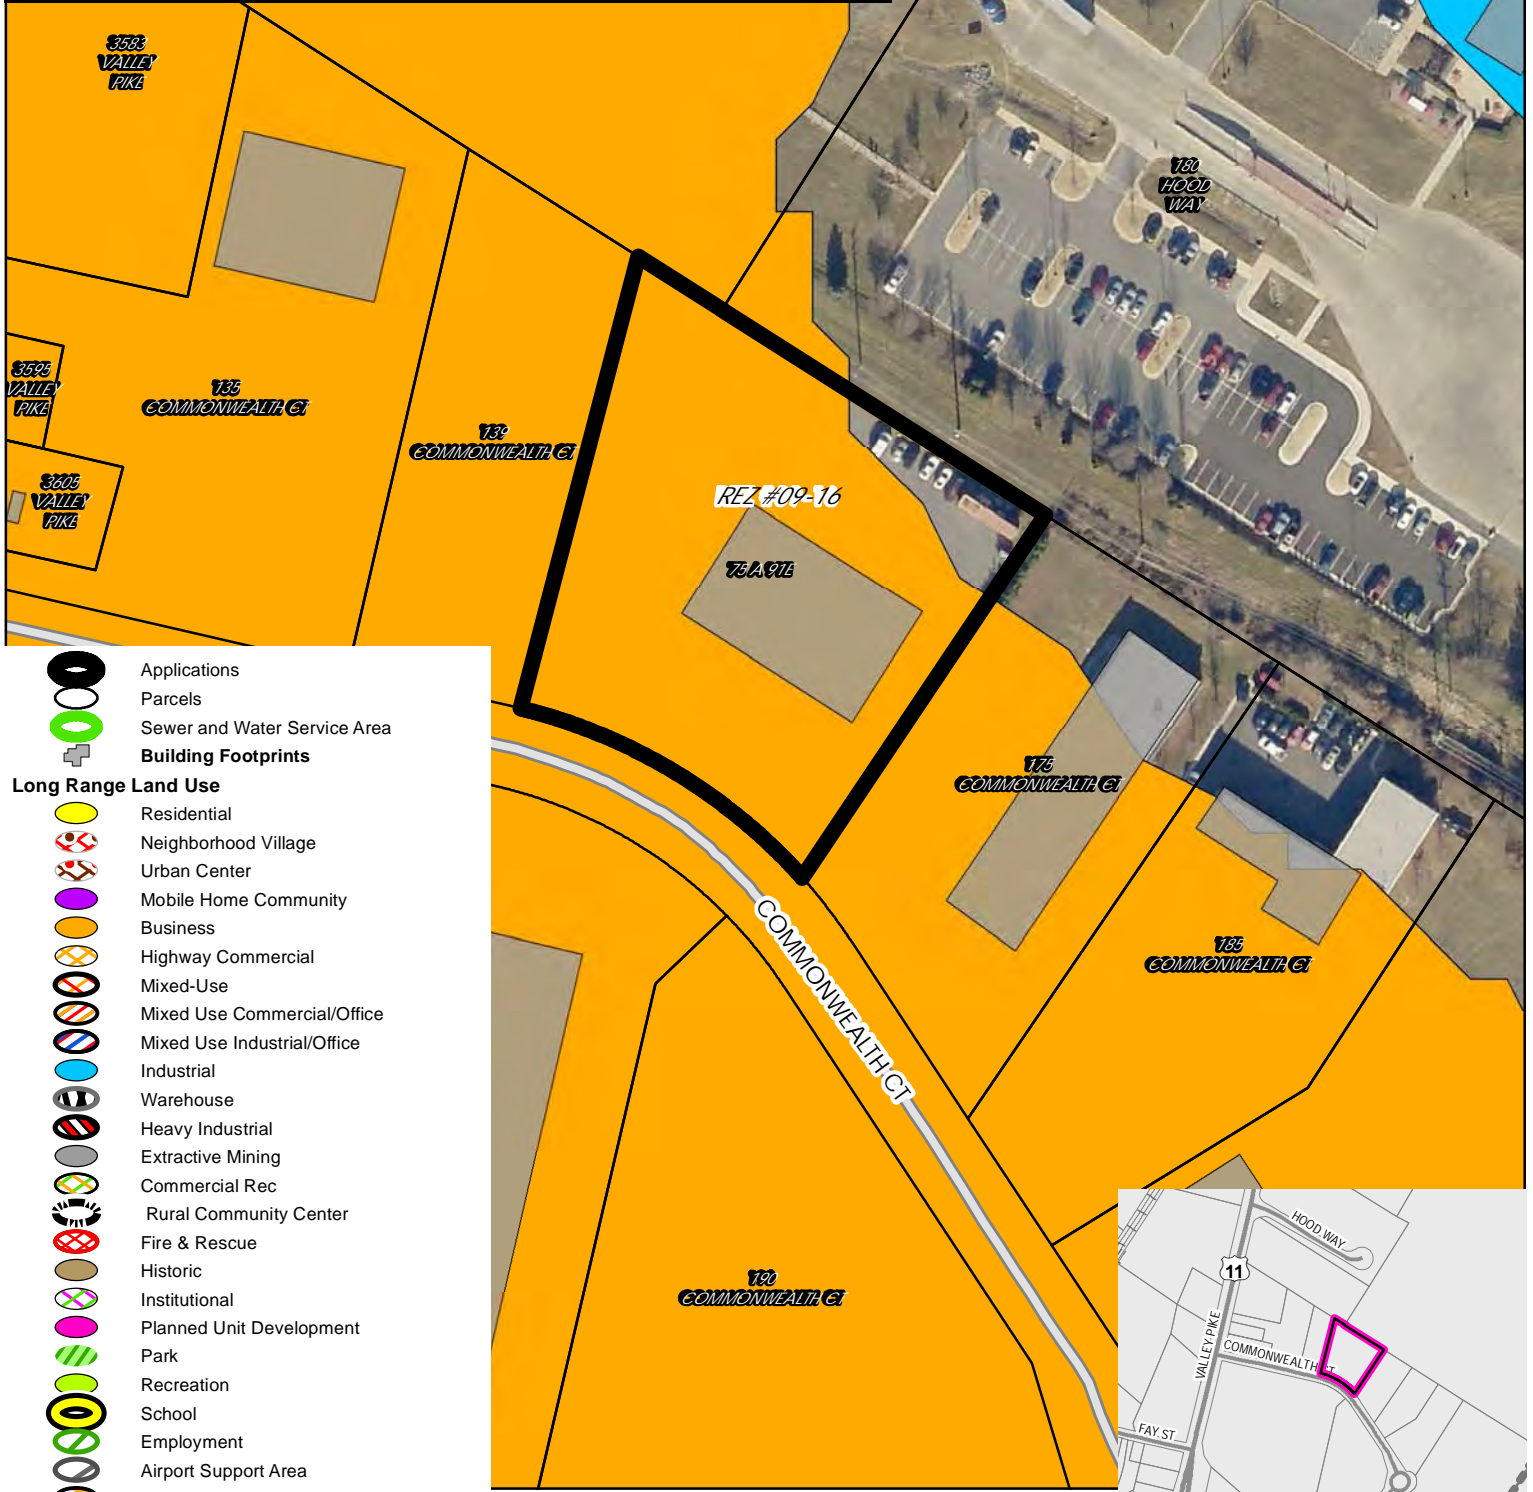 3583
VALLEY
PIKE
180
HOOD
WAY
3595
VALLEY
PIKE
135
COMMONWEALTH CT
139
COMMONWEALTH CT
3605
VALLEY
PIKE
REZ #09-16
75 A 91E
175
COMMONWEALTH CT
185
COMMONWEALTH CT
190
COMMONWEALTH CT
COMMONWEALTH CT
Applications
Parcels
Sewer and Water Service Area
Building Footprints
Long Range Land Use
Residential
Neighborhood Village
Urban Center
Mobile Home Community
Business
Highway Commercial
Mixed-Use
Mixed Use Commercial/Office
Mixed Use Industrial/Office
Industrial
Warehouse
Heavy Industrial
Extractive Mining
Commercial Rec
Rural Community Center
Fire & Rescue
Historic
Institutional
Planned Unit Development
Park
Recreation
School
Employment
Airport Support Area
HOOD WAY
11
VALLEY PIKE
COMMONWEALTH CT
FAY ST